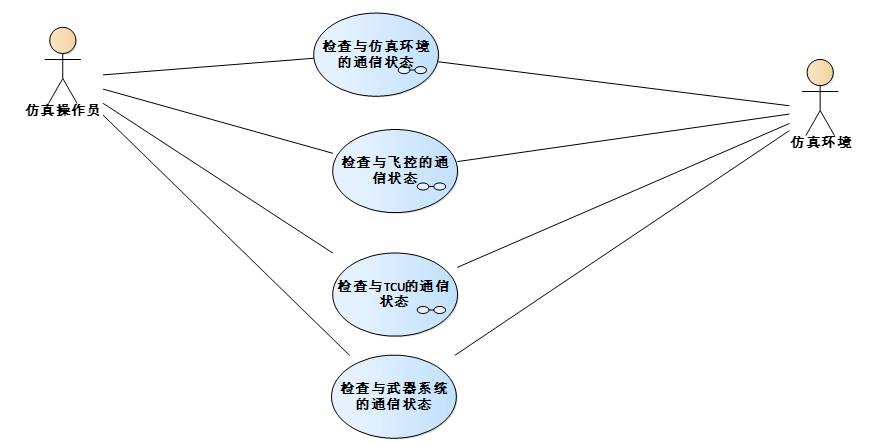 检查与仿真环境
的通信状态
仿真操作员
仿真环境
检查与飞控的通
信状态
检查与TCU的通信
状态
检查与武器系统
的通信状态